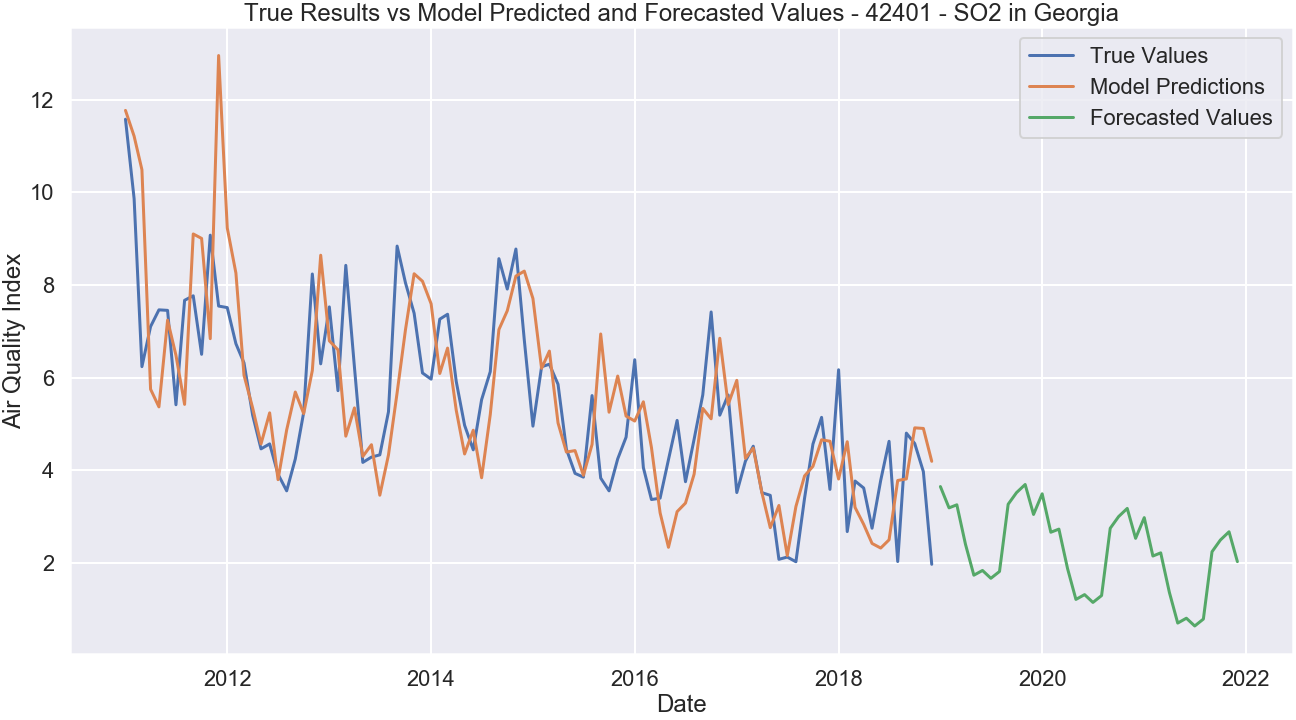 True Results vs Model Predicted and Forecasted Values - 42401 - SO2 in Georgia
True Values
Model Predictions
Forecasted Values
Air Quality Index
12
10
8
6
4
2
2012
2014
2016
2018
2020
2022
Date